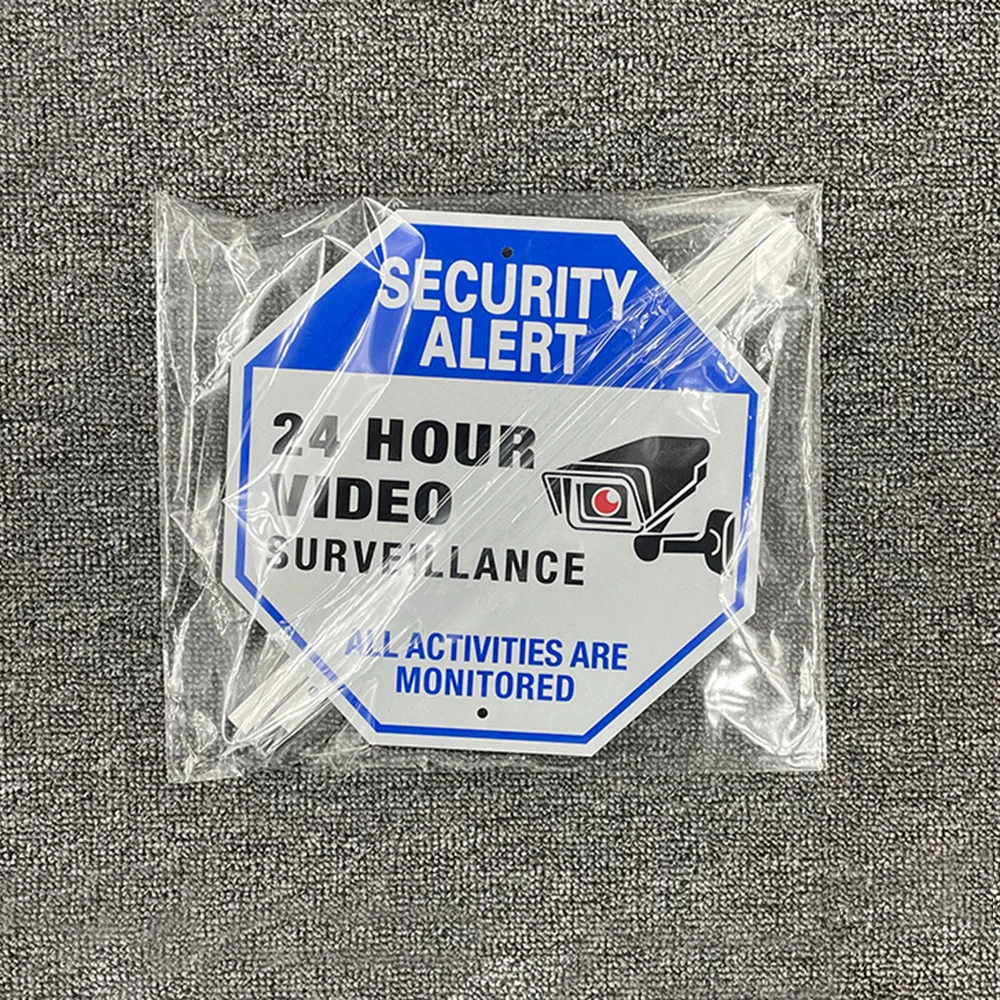 SECURITY
ALERT
24 HOUR
VIDEO
SURVEILLANCE
ALL ACTIVITIES ARE
MONITORED